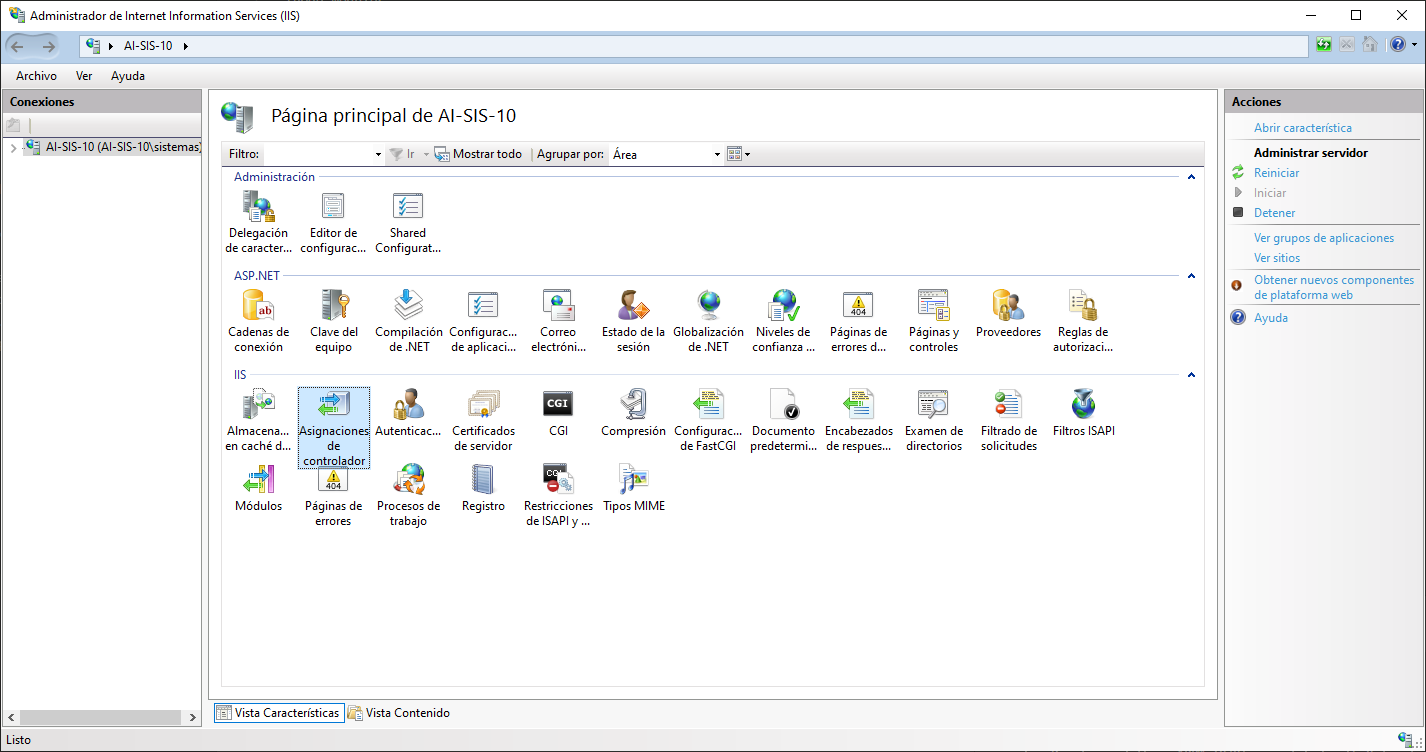 Administrador de Internet Information Services (IIS)
AI-SIS-10
Archivo Ver Ayuda
Conexiones
AI-SIS-10 (AI-SIS-10\sistemas)
Página principal de AI-SIS-10
Filtro: Ir Mostrar todo Agrupar por: Área
Administración
Delegación de caracter...
Editor de configurac...
Shared Configurat...
ASP.NET
Cadenas de conexión
Clave del equipo
Compilación de .NET
Configurac... de aplicaci...
Correo electróni...
Estado de la sesión
Globalización de .NET
Niveles de confianza ...
Páginas de errores d...
Páginas y controles
Proveedores
Reglas de autorizaci...
IIS
Almacena... en caché d...
Asignaciones de controlador
Autenticac...
Certificados de servidor
CGI
CGI
Compresión
Configurac... de FastCGI
Documento predetermi...
Encabezados de respues...
Examen de directorios
Filtrado de solicitudes
Filtros ISAPI
Módulos
Páginas de errores
Procesos de trabajo
Registro
Restricciones de ISAPI y ...
Tipos MIME
Vista Características Vista Contenido
Acciones
Abrir característica
Administrar servidor
Reiniciar
Iniciar
Detener
Ver grupos de aplicaciones
Ver sitios
Obtener nuevos componentes
de plataforma web
Ayuda
Listo